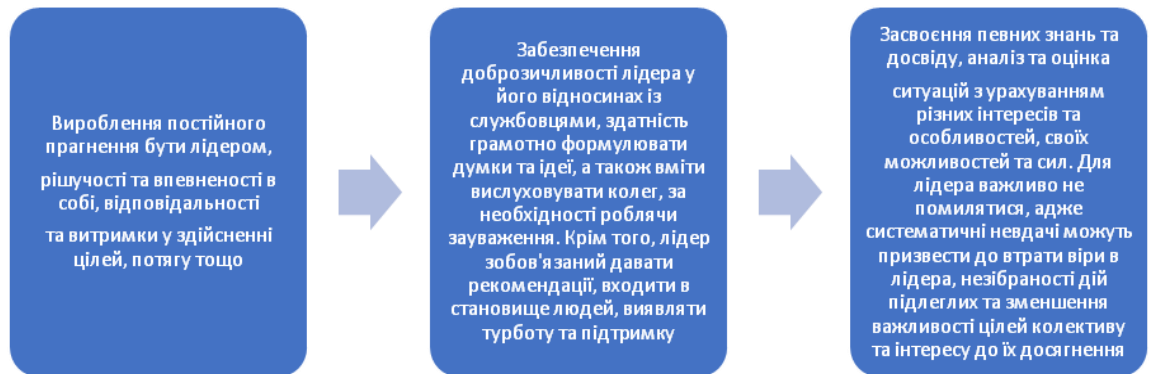 Вироблення постійного
прагнення бути лідером,
рішучості та впевненості в
собі, відповідальності
та витримки у здійсненні
цілей, потягу тощо
Забезпечення
доброзичливості лідера у
його відносинах із
службовцями, здатність
грамотно формулювати
думки та ідеї, а також вміти
вислуховувати колег, за
необхідності роблячи
зауваження. Крім того, лідер
зобов'язаний давати
рекомендації, входити в
становище людей, виявляти
турботу та підтримку
Засвоєння певних знань та
досвіду, аналіз та оцінка
ситуацій з урахуванням
різних інтересів та
особливостей, своїх
можливостей та сил. Для
лідера важливо не
помилятися, адже
систематичні невдачі можуть
призвести до втрати віри в
лідера, незібраності дій
підлеглих та зменшення
важливості цілей колективу
та інтересу до їх досягнення